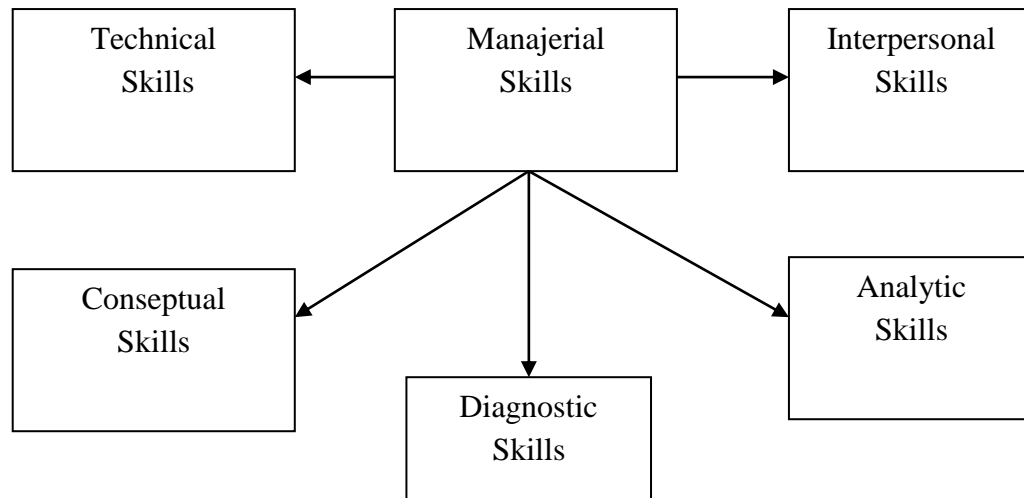 Technical
Skills
Manajerial
Skills
Interpersonal
Skills
Conseptual
Skills
Analytic
Skills
Diagnostic
Skills